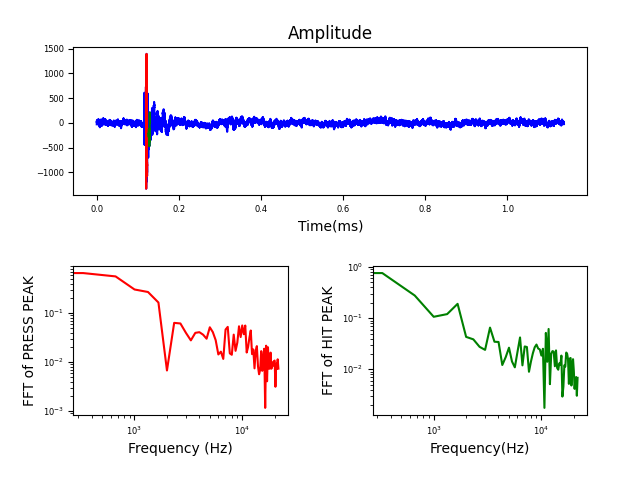 Amplitude
1500
1000
500
0
−500
−1000
0.0 0.2 0.4 0.6 0.8 1.0
Time(ms)
FFT of PRESS PEAK
10⁻¹
10⁻²
10⁻³
10³ 10⁴
Frequency (Hz)
FFT of HIT PEAK
10⁰
10⁻¹
10⁻²
10³ 10⁴
Frequency(Hz)